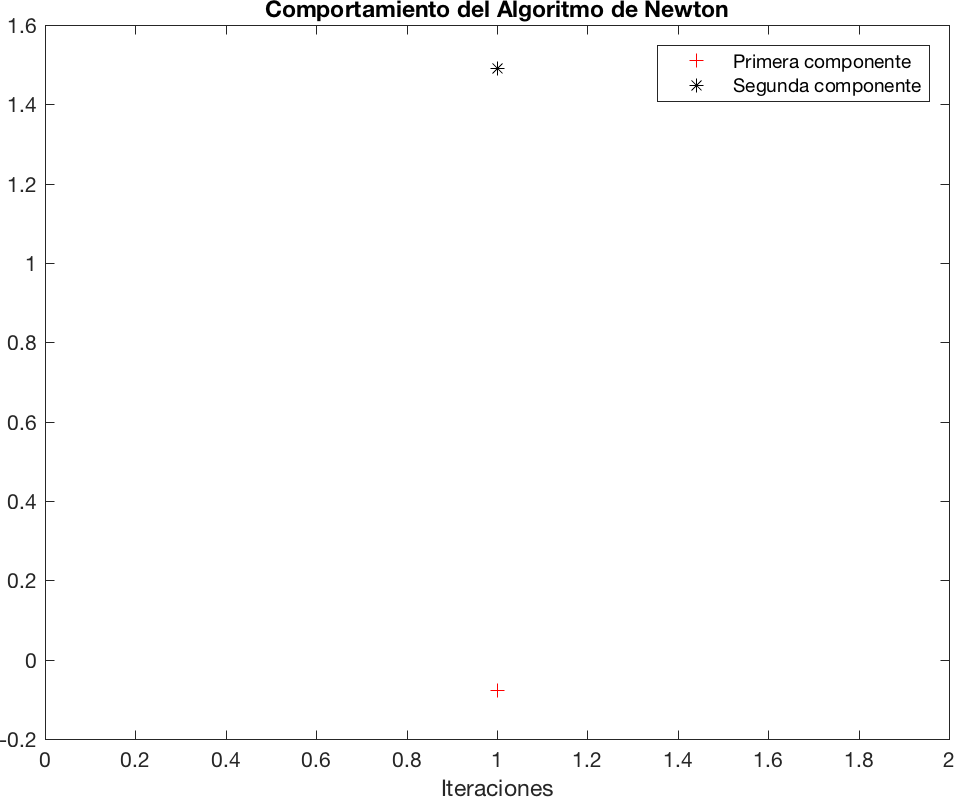 Comportamiento del Algoritmo de Newton
1.6
1.4
1.2
1
0.8
0.6
0.4
0.2
0
-0.2
Primera componente
Segunda componente
0 0.2 0.4 0.6 0.8 1 1.2 1.4 1.6 1.8 2
Iteraciones